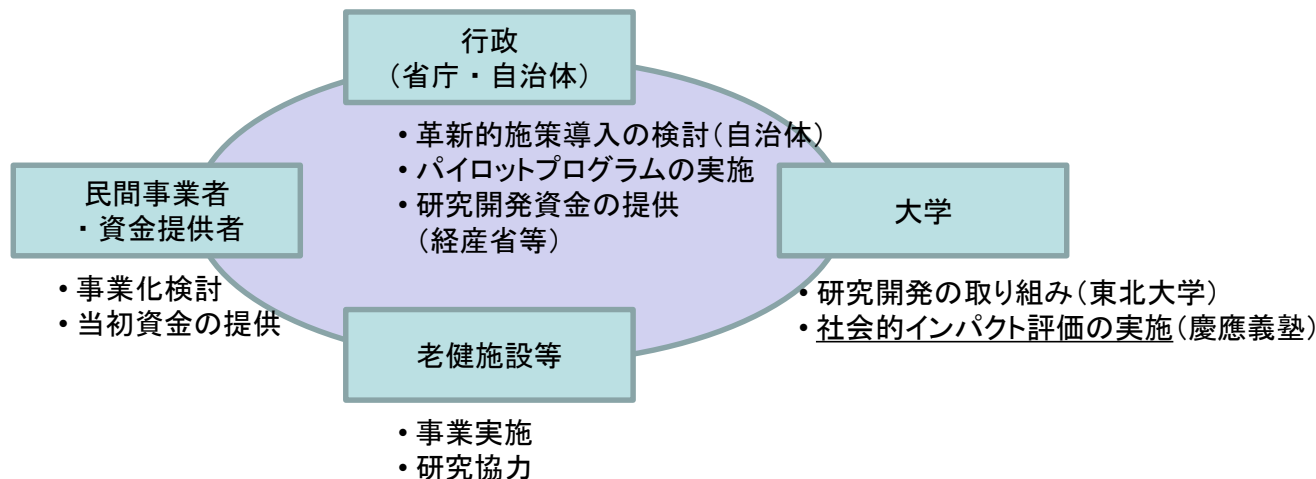 行政
（省庁・自治体）
• 革新的施策導入の検討（自治体）
• パイロットプログラムの実施
• 研究開発資金の提供
（経産省等）
民間事業者
・資金提供者
• 事業化検討
• 当初資金の提供
大学
• 研究開発の取り組み（東北大学）
• 社会的インパクト評価の実施（慶應義塾）
老健施設等
• 事業実施
• 研究協力